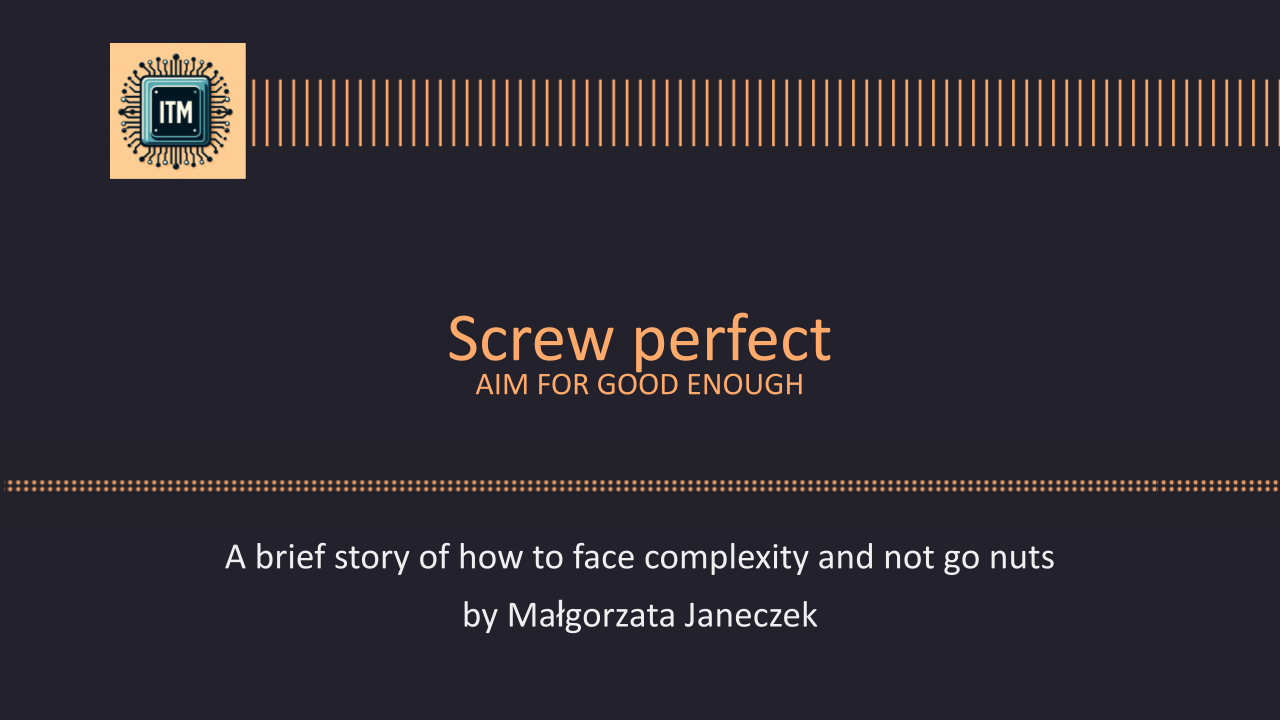 ITM
Screw perfect
AIM FOR GOOD ENOUGH
A brief story of how to face complexity and not go nuts
by Małgorzata Janeczek